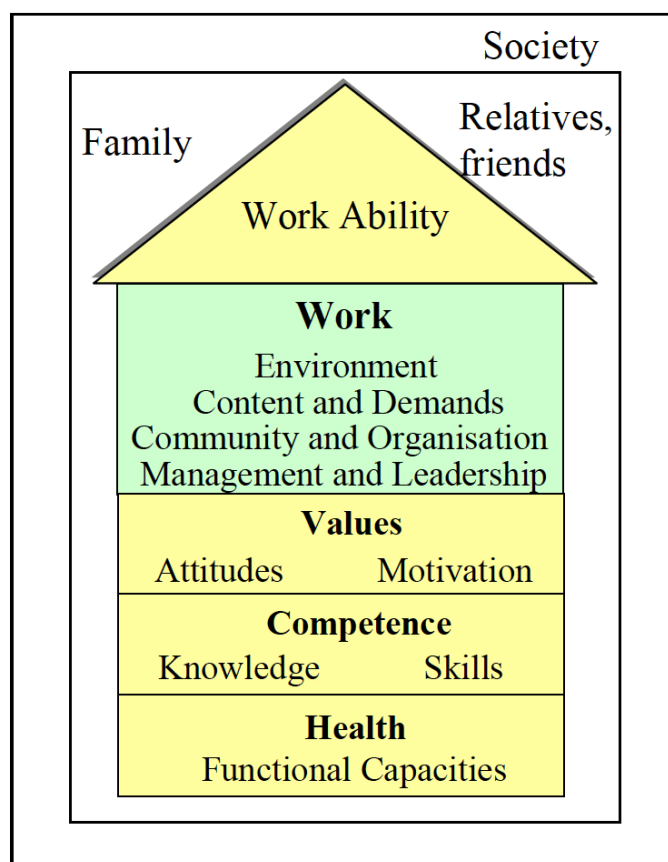 Society
Family
Relatives,
friends
Work Ability
Work
Environment
Content and Demands
Community and Organisation
Management and Leadership
Values
Attitudes Motivation
Competence
Knowledge Skills
Health
Functional Capacities